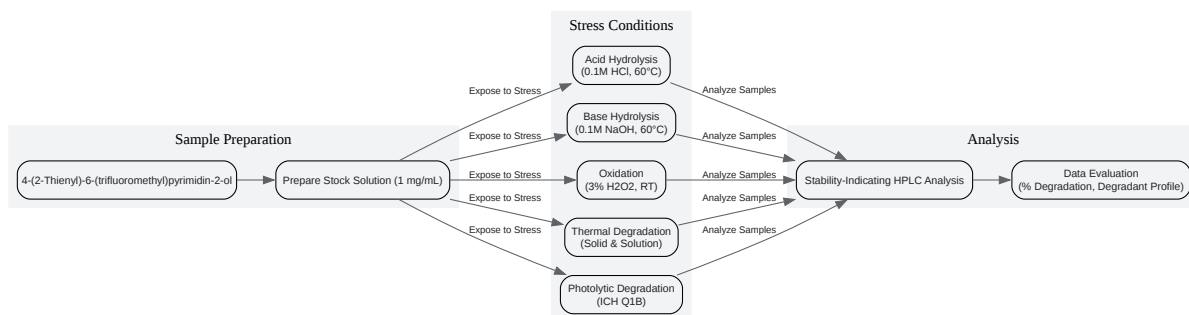 Sample Preparation
4-(2-Thienyl)-6-(trifluoromethyl)pyrimidin-2-ol
Prepare Stock Solution (1 mg/mL)
Expose to Stress
Expose to Stress
Expose to Stress
Expose to Stress
Expose to Stress
Stress Conditions
Acid Hydrolysis
(0.1M HCl, 60°C)
Base Hydrolysis
(0.1M NaOH, 60°C)
Oxidation
(3% H2O2, RT)
Thermal Degradation
(Solid & Solution)
Photolytic Degradation
(ICH Q1B)
Analyze Samples
Analyze Samples
Analyze Samples
Analyze Samples
Analyze Samples
Analysis
Stability-Indicating HPLC Analysis
Data Evaluation
(% Degradation, Degradant Profile)